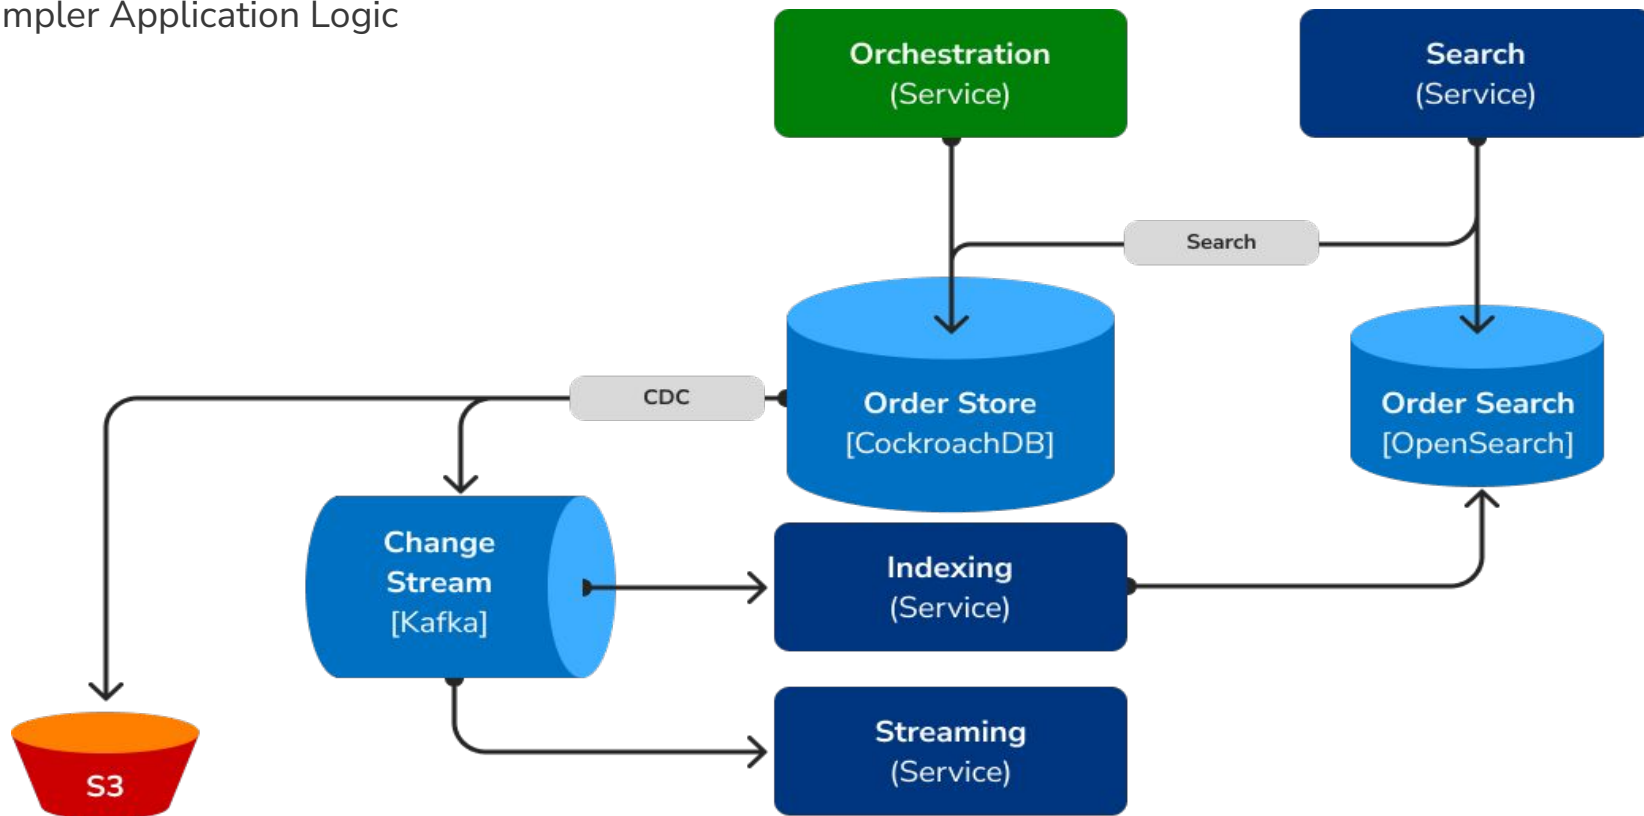 mpler Application Logic
Orchestration
(Service)
Search
(Service)
Search
CDC
Order Store
[CockroachDB]
Order Search
[OpenSearch]
Change
Stream
[Kafka]
Indexing
(Service)
Streaming
(Service)
S3